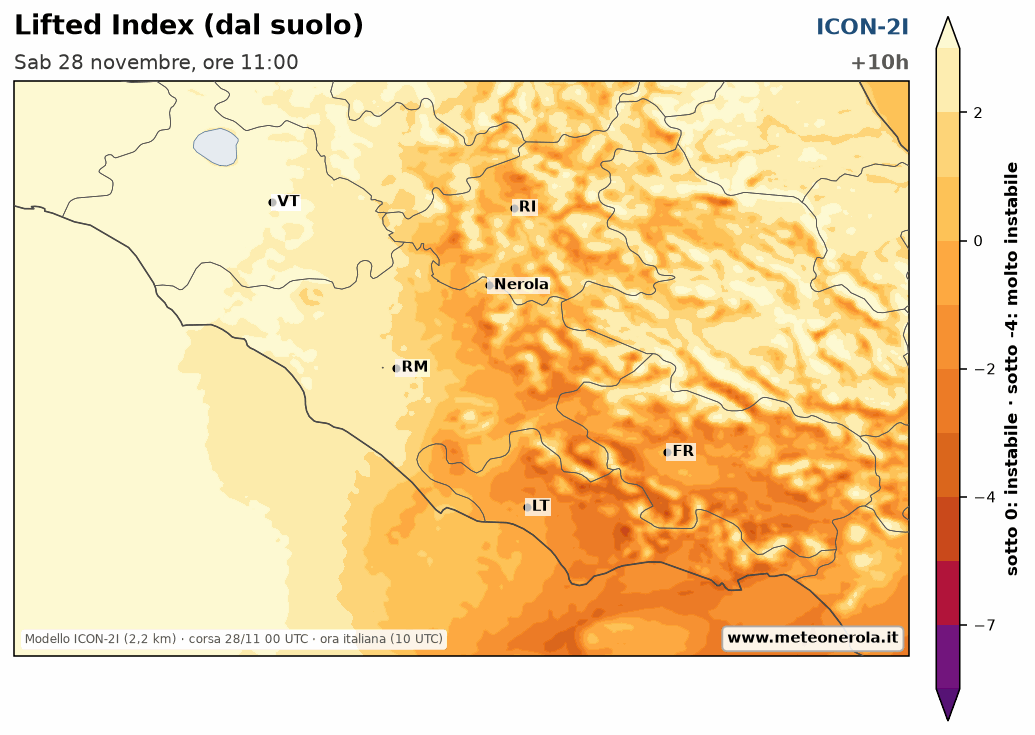 Lifted Index (dal suolo)
ICON-2I
Sab 28 novembre, ore 11:00
+10h
VT
RI
Nerola
RM
FR
LT
Modello ICON-2I (2,2 km) · corsa 28/11 00 UTC · ora italiana (10 UTC)
www.meteonerola.it
2
0
−2
−4
−7
sotto 0: instabile · sotto -4: molto instabile